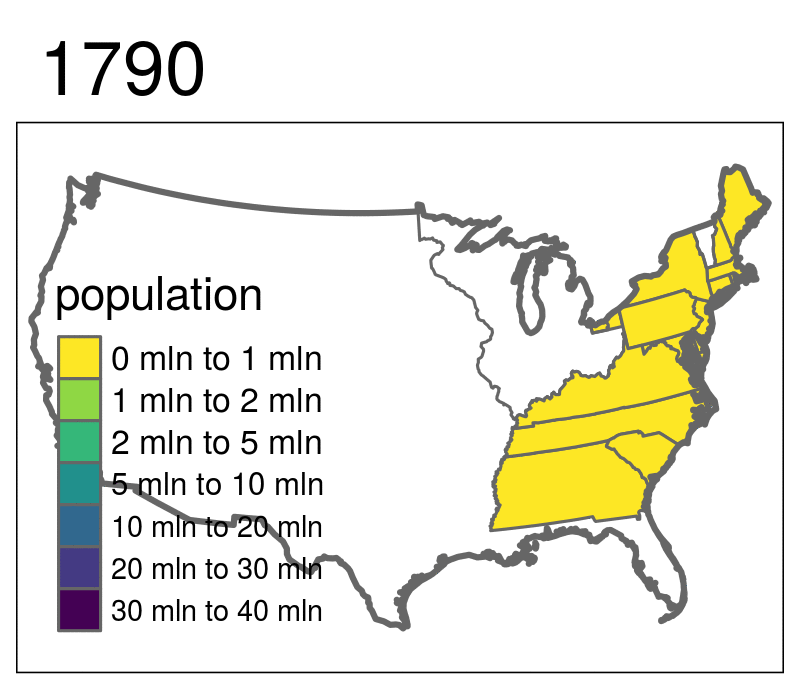 1790
population
0 mln to 1 mln
1 mln to 2 mln
2 mln to 5 mln
5 mln to 10 mln
10 mln to 20 mln
20 mln to 30 mln
30 mln to 40 mln